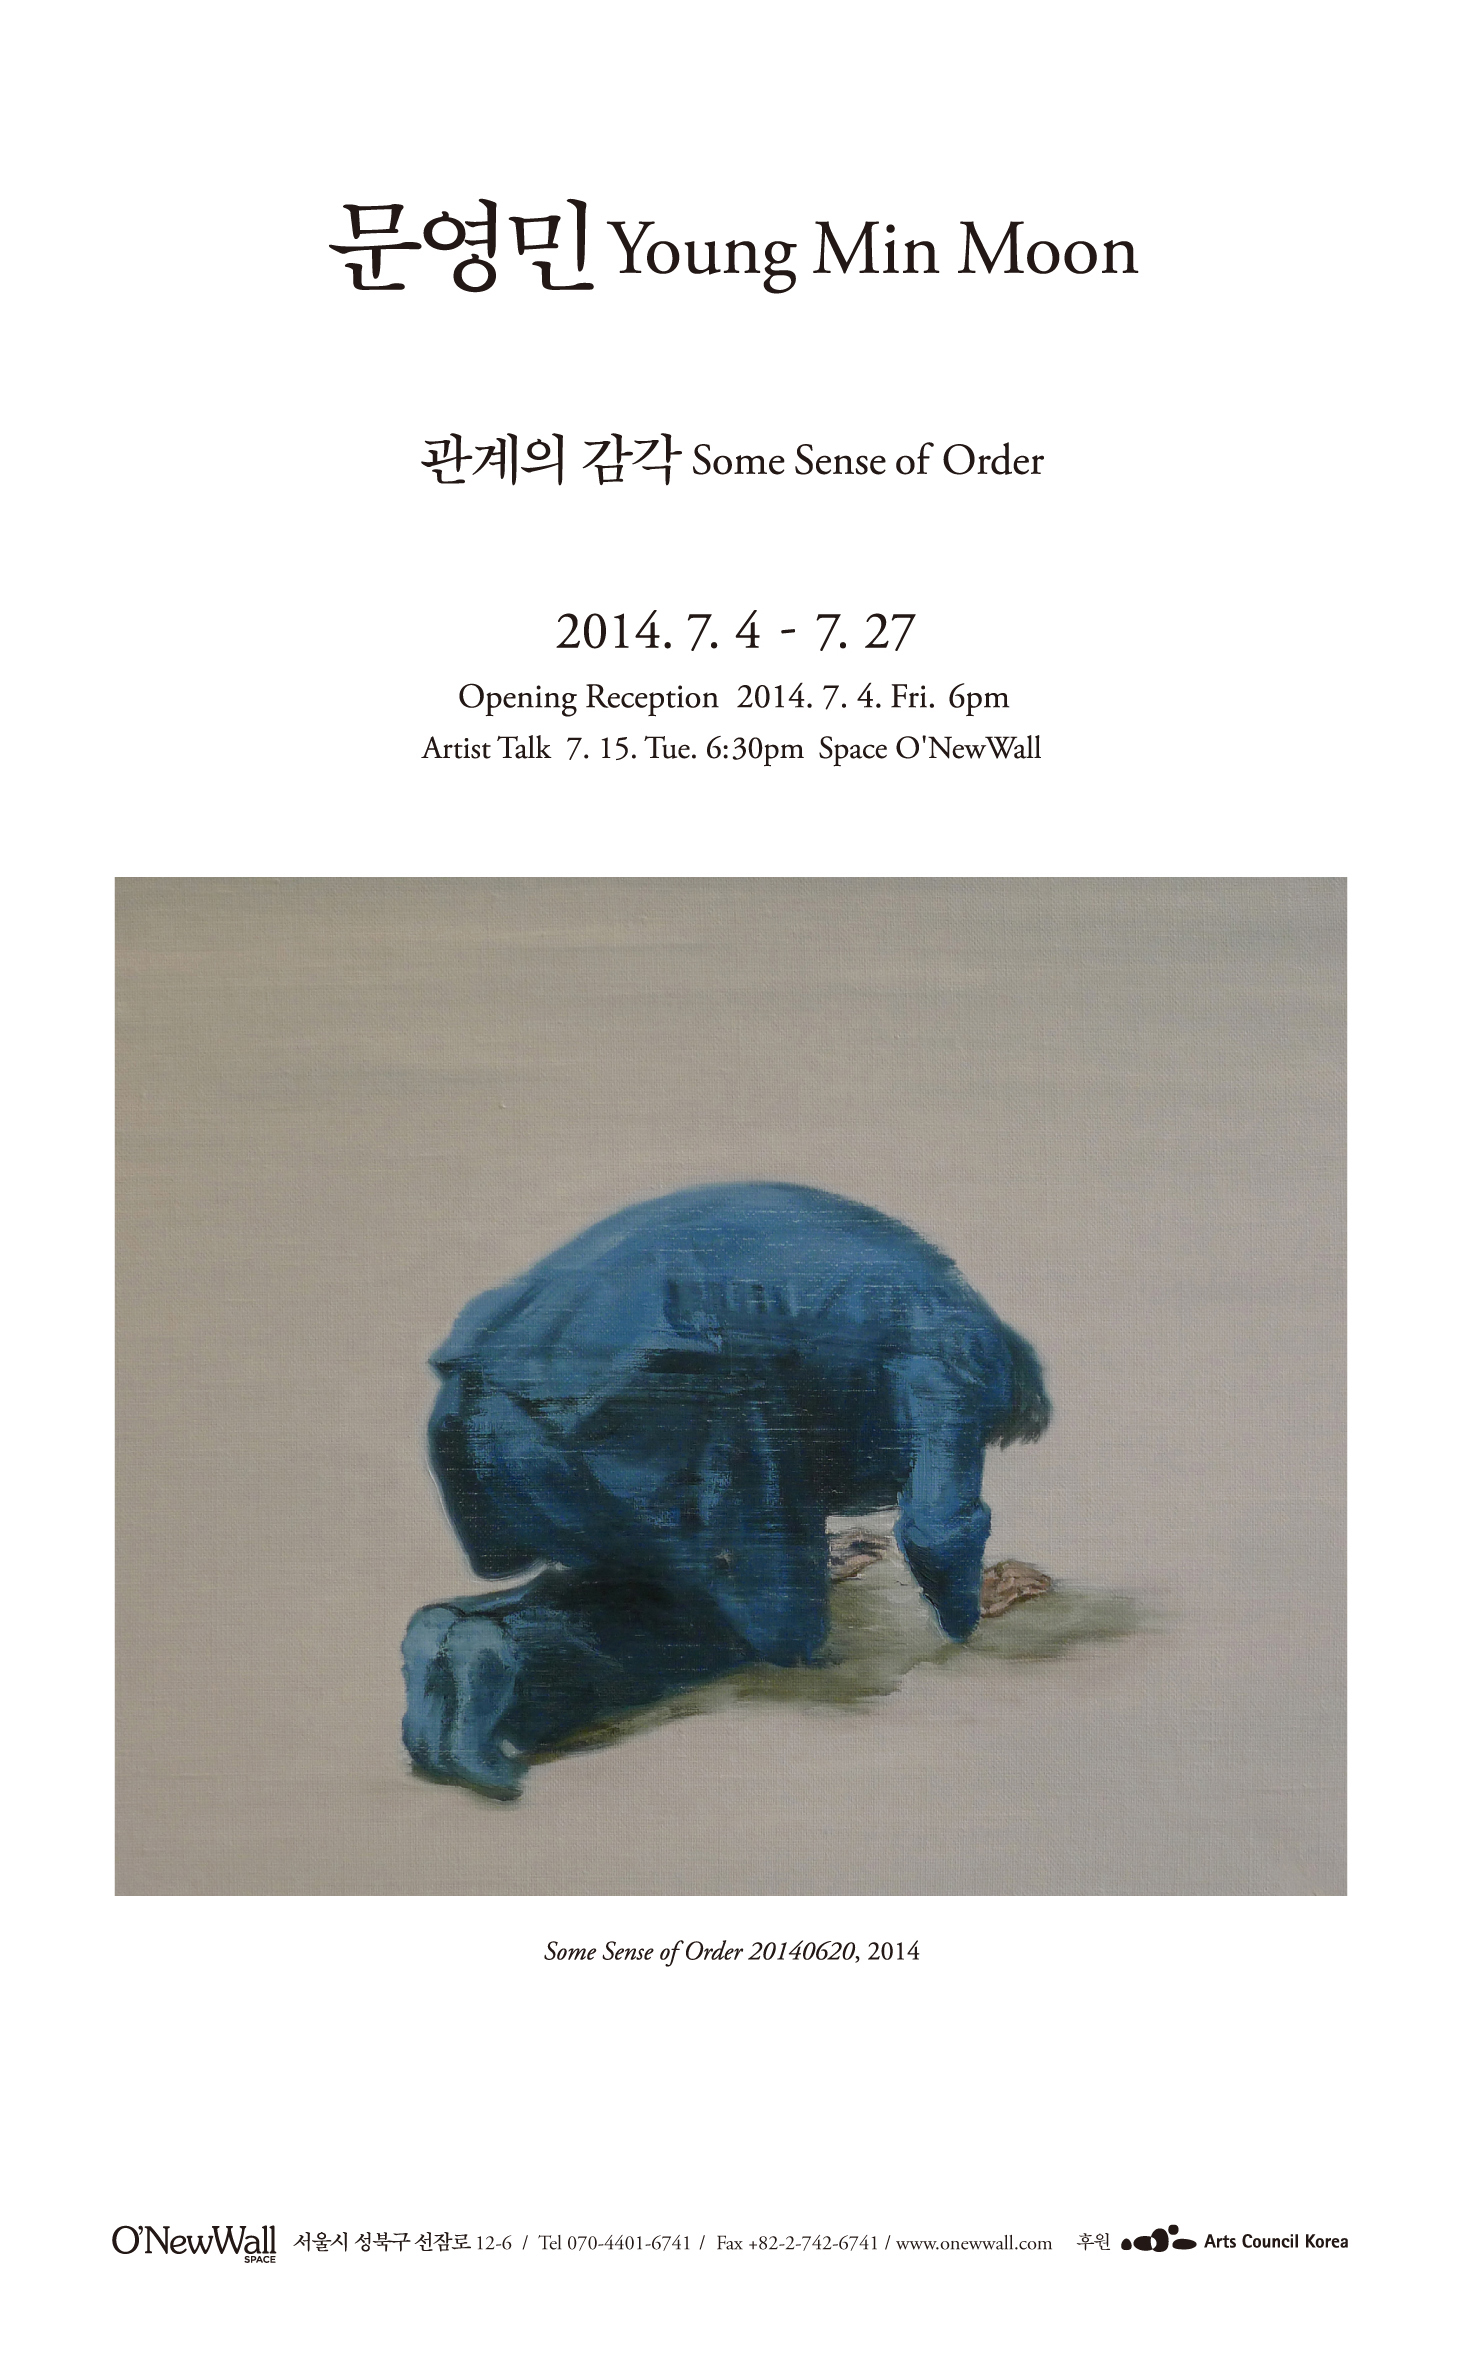 문영민 Young Min Moon
관계의 감각 Some Sense of Order
2014. 7. 4 - 7. 27
Opening Reception 2014. 7. 4. Fri. 6pm
Artist Talk 7. 15. Tue. 6:30pm Space O'NewWall
Some Sense of Order 20140620, 2014
O'NewWall SPACE 서울시 성북구 선잠로 12-6 / Tel 070-4401-6741 / Fax +82-2-742-6741 / www.onewwall.com 후원 Arts Council Korea